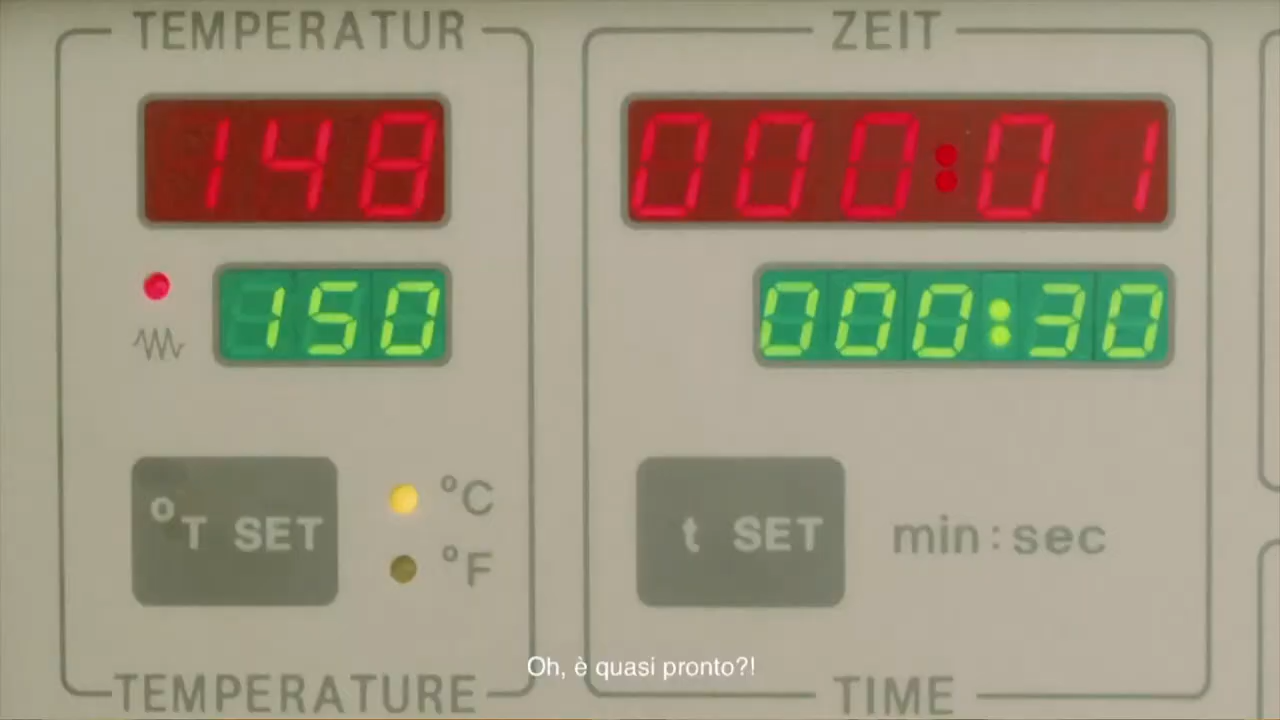 TEMPERATUR
148
150
°T SET
°C
°F
TEMPERATURE
ZEIT
000:01
000:30
t SET
min:sec
TIME
Oh, è quasi pronto?!